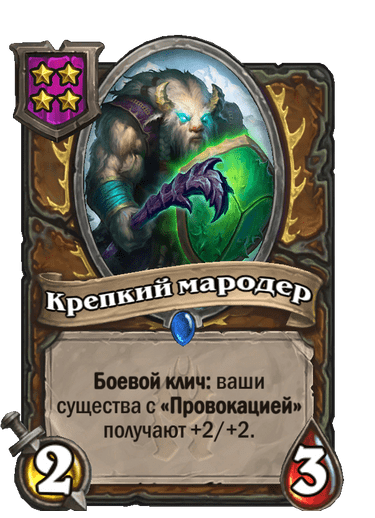 Крепкий мародер
Боевой клич: ваши
существа с «Провокацией»
получают +2/+2.
2
3